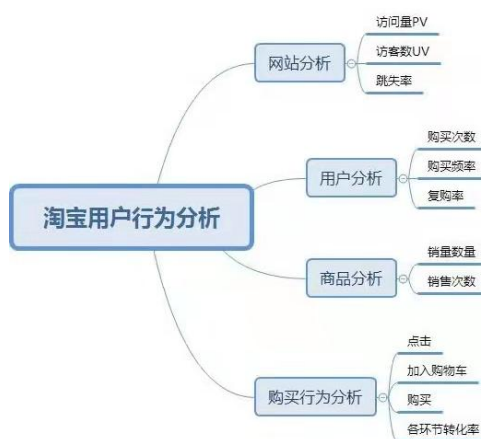 淘宝用户行为分析
网站分析
访问量PV
访客数UV
跳失率
用户分析
购买次数
购买频率
复购率
商品分析
销量数量
销售次数
购买行为分析
点击
加入购物车
购买
各环节转化率